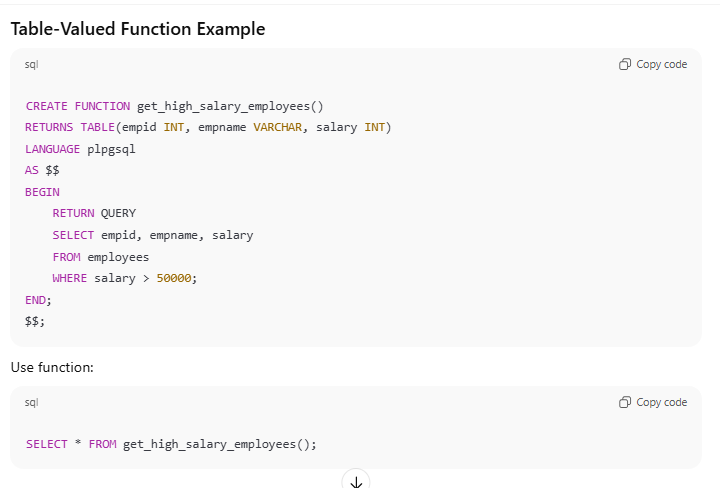 Table-Valued Function Example
sql
Copy code
CREATE FUNCTION get_high_salary_employees()
RETURNS TABLE(empid INT, empname VARCHAR, salary INT)
LANGUAGE plpgsql
AS $$
BEGIN
    RETURN QUERY
    SELECT empid, empname, salary
    FROM employees
    WHERE salary > 50000;
END;
$$;
Use function:
sql
Copy code
SELECT * FROM get_high_salary_employees();